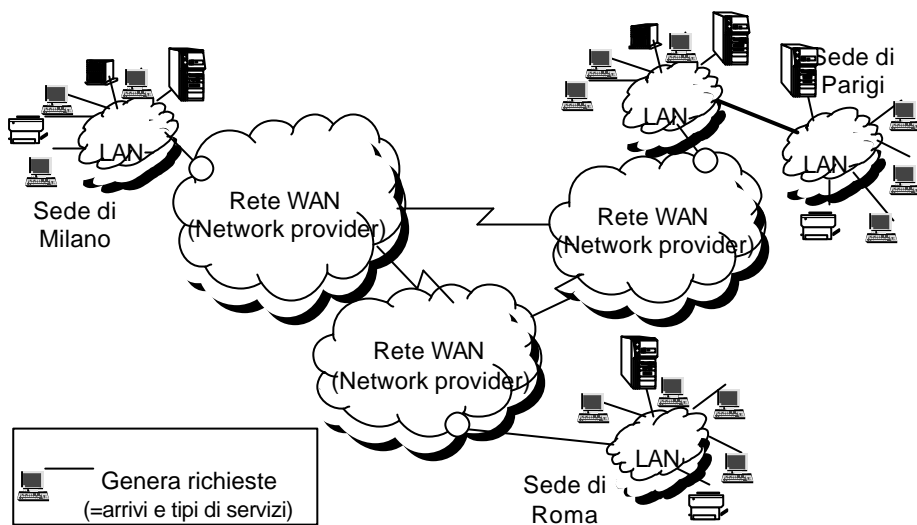 Sede di
Parigi
LAN
LAN
LAN
Sede di
Milano
Rete WAN
(Network provider)
Rete WAN
(Network provider)
Rete WAN
(Network provider)
LAN
Sede di
Roma
Genera richieste
(=arrivi e tipi di servizi)